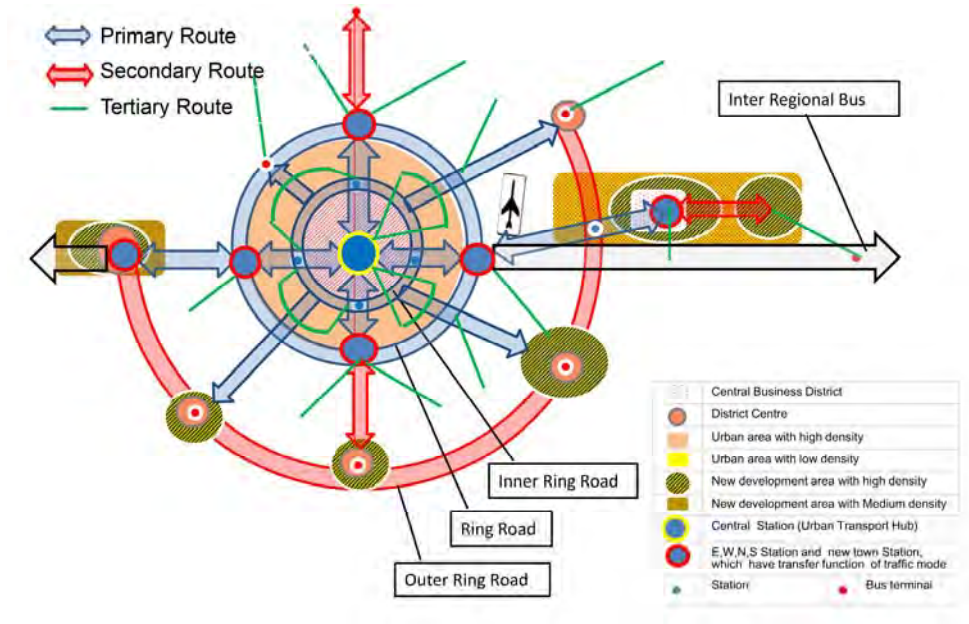 Primary Route
Secondary Route
Tertiary Route
Inter Regional Bus
Inner Ring Road
Ring Road
Outer Ring Road
Central Business District
District Centre
Urban area with high density
Urban area with low density
New development area with high density
New development area with Medium density
Central Station (Urban Transport Hub)
E,W,N,S Station and new town Station,
which have transfer function of traffic mode
Station
Bus terminal